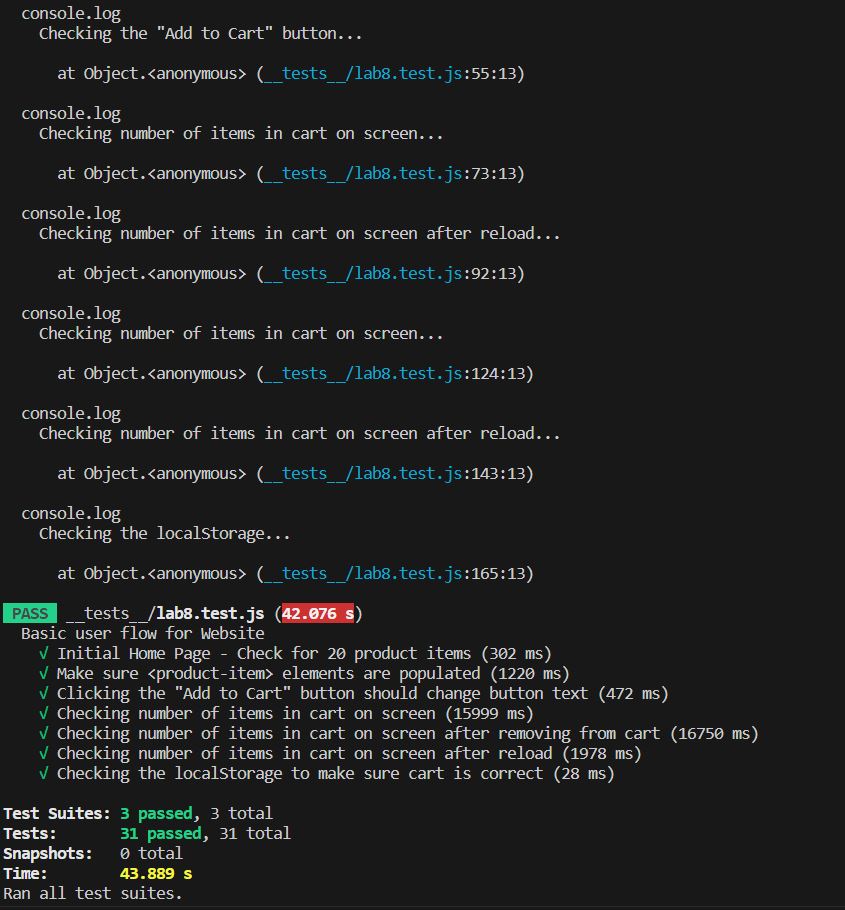 console.log
Checking the "Add to Cart" button...
at Object.<anonymous> (__tests__/lab8.test.js:55:13)
console.log
Checking number of items in cart on screen...
at Object.<anonymous> (__tests__/lab8.test.js:73:13)
console.log
Checking number of items in cart on screen after reload...
at Object.<anonymous> (__tests__/lab8.test.js:92:13)
console.log
Checking number of items in cart on screen...
at Object.<anonymous> (__tests__/lab8.test.js:124:13)
console.log
Checking number of items in cart on screen after reload...
at Object.<anonymous> (__tests__/lab8.test.js:143:13)
console.log
Checking the localStorage...
at Object.<anonymous> (__tests__/lab8.test.js:165:13)
PASS __tests__/lab8.test.js (42.076 s)
Basic user flow for Website
√ Initial Home Page - Check for 20 product items (302 ms)
√ Make sure <product-item> elements are populated (1220 ms)
√ Clicking the "Add to Cart" button should change button text (472 ms)
√ Checking number of items in cart on screen (15999 ms)
√ Checking number of items in cart on screen after removing from cart (16750 ms)
√ Checking number of items in cart on screen after reload (1978 ms)
√ Checking the localStorage to make sure cart is correct (28 ms)
Test Suites: 3 passed, 3 total
Tests: 31 passed, 31 total
Snapshots: 0 total
Time: 43.889 s
Ran all test suites.